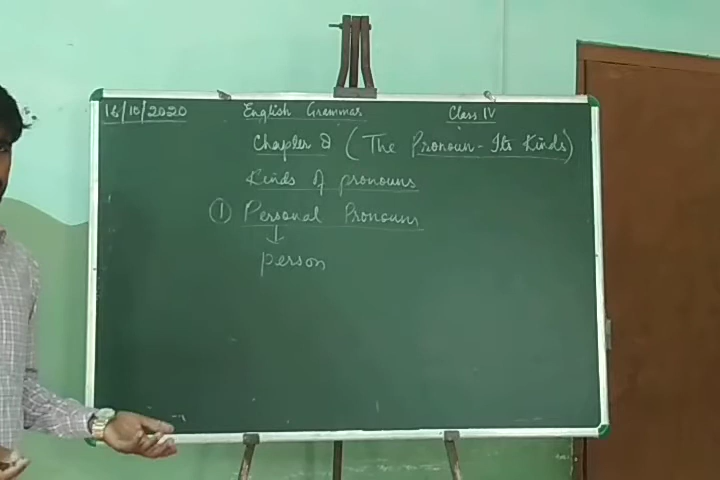 16/10/2020 English Grammar Class IV
Chapter 8 (The Pronoun - Its Kinds)
Kinds of pronouns
① Personal Pronouns
↓
person